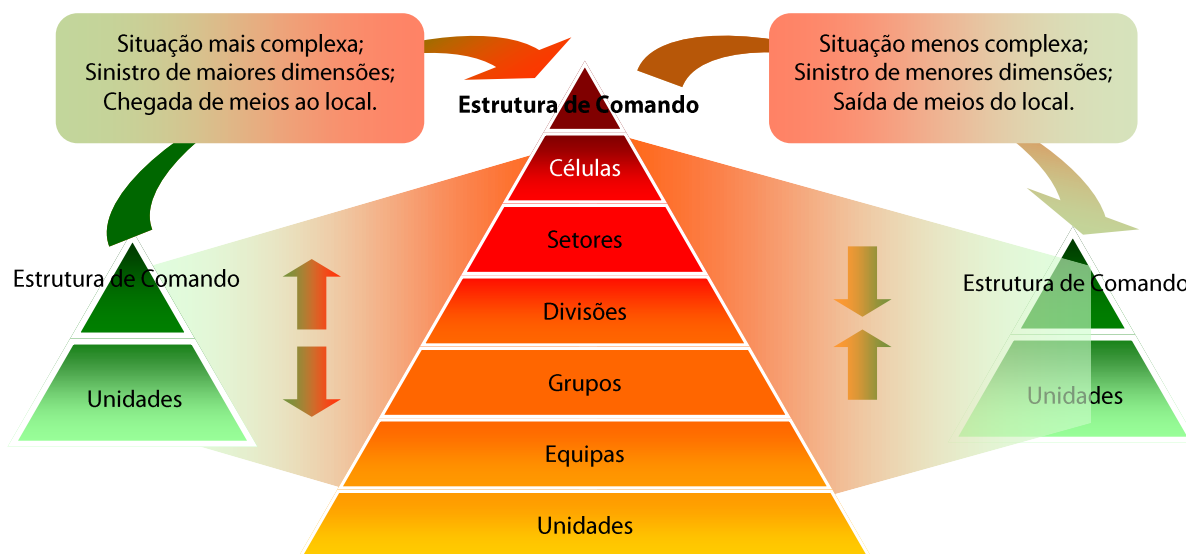 Situação mais complexa;
Sinistro de maiores dimensões;
Chegada de meios ao local.
Situação menos complexa;
Sinistro de menores dimensões;
Saída de meios do local.
Estrutura de Comando
Células
Setores
Divisões
Grupos
Equipas
Unidades
Estrutura de Comando
Unidades
Estrutura de Comando
Unidades